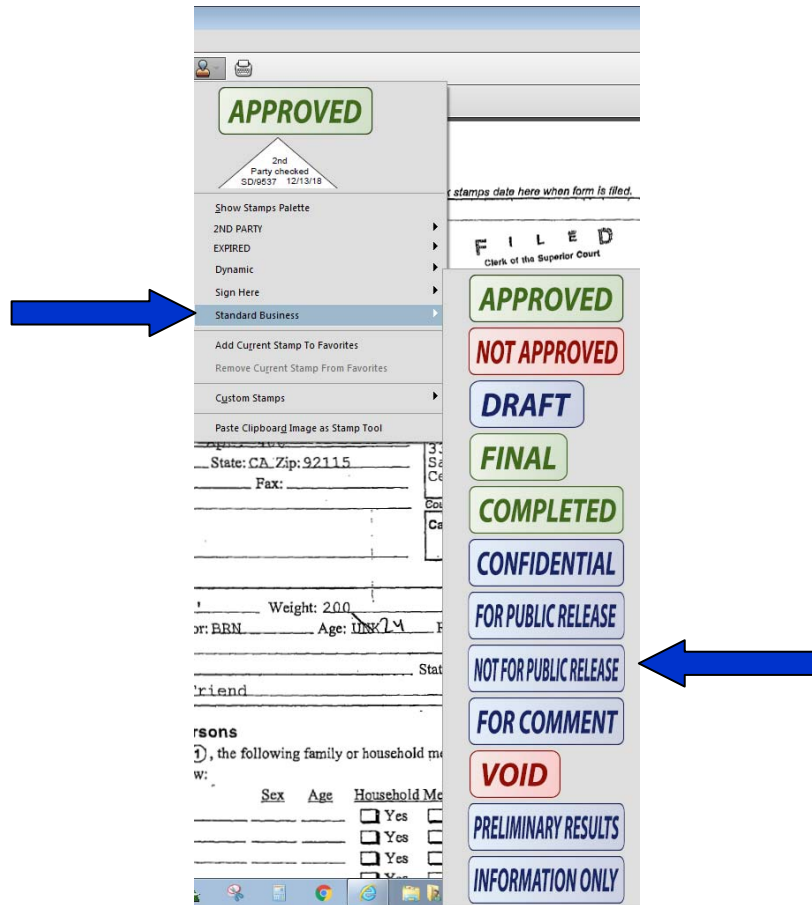 APPROVED
2nd
Party checked
SD/9537 12/13/18
stamps date here when form is filed.
Show Stamps Palette
2ND PARTY
EXPIRED
Dynamic
Sign Here
Standard Business
Add Current Stamp To Favorites
Remove Current Stamp From Favorites
Custom Stamps
Paste Clipboard Image as Stamp Tool
FILED
Clerk of the Superior Court
APPROVED
NOT APPROVED
DRAFT
FINAL
COMPLETED
CONFIDENTIAL
FOR PUBLIC RELEASE
NOT FOR PUBLIC RELEASE
FOR COMMENT
VOID
PRELIMINARY RESULTS
INFORMATION ONLY
State: CA Zip: 92115
Fax:
Weight: 200
or: BRN Age: UNK 24
Stat
riend
rsons
1, the following family or household me
w:
Sex Age Household Me
Yes
Yes
Yes
Yes